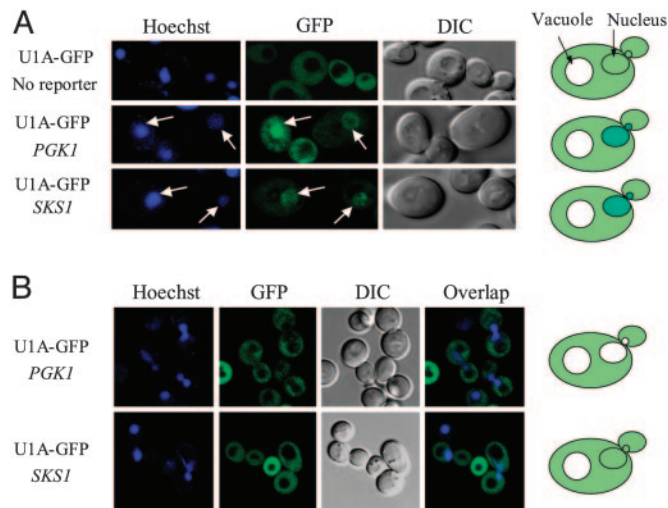 A
Hoechst GFP DIC
Vacuole Nucleus
U1A-GFP
No reporter
U1A-GFP
PGK1
U1A-GFP
SKS1
B
Hoechst GFP DIC Overlap
U1A-GFP
PGK1
U1A-GFP
SKS1